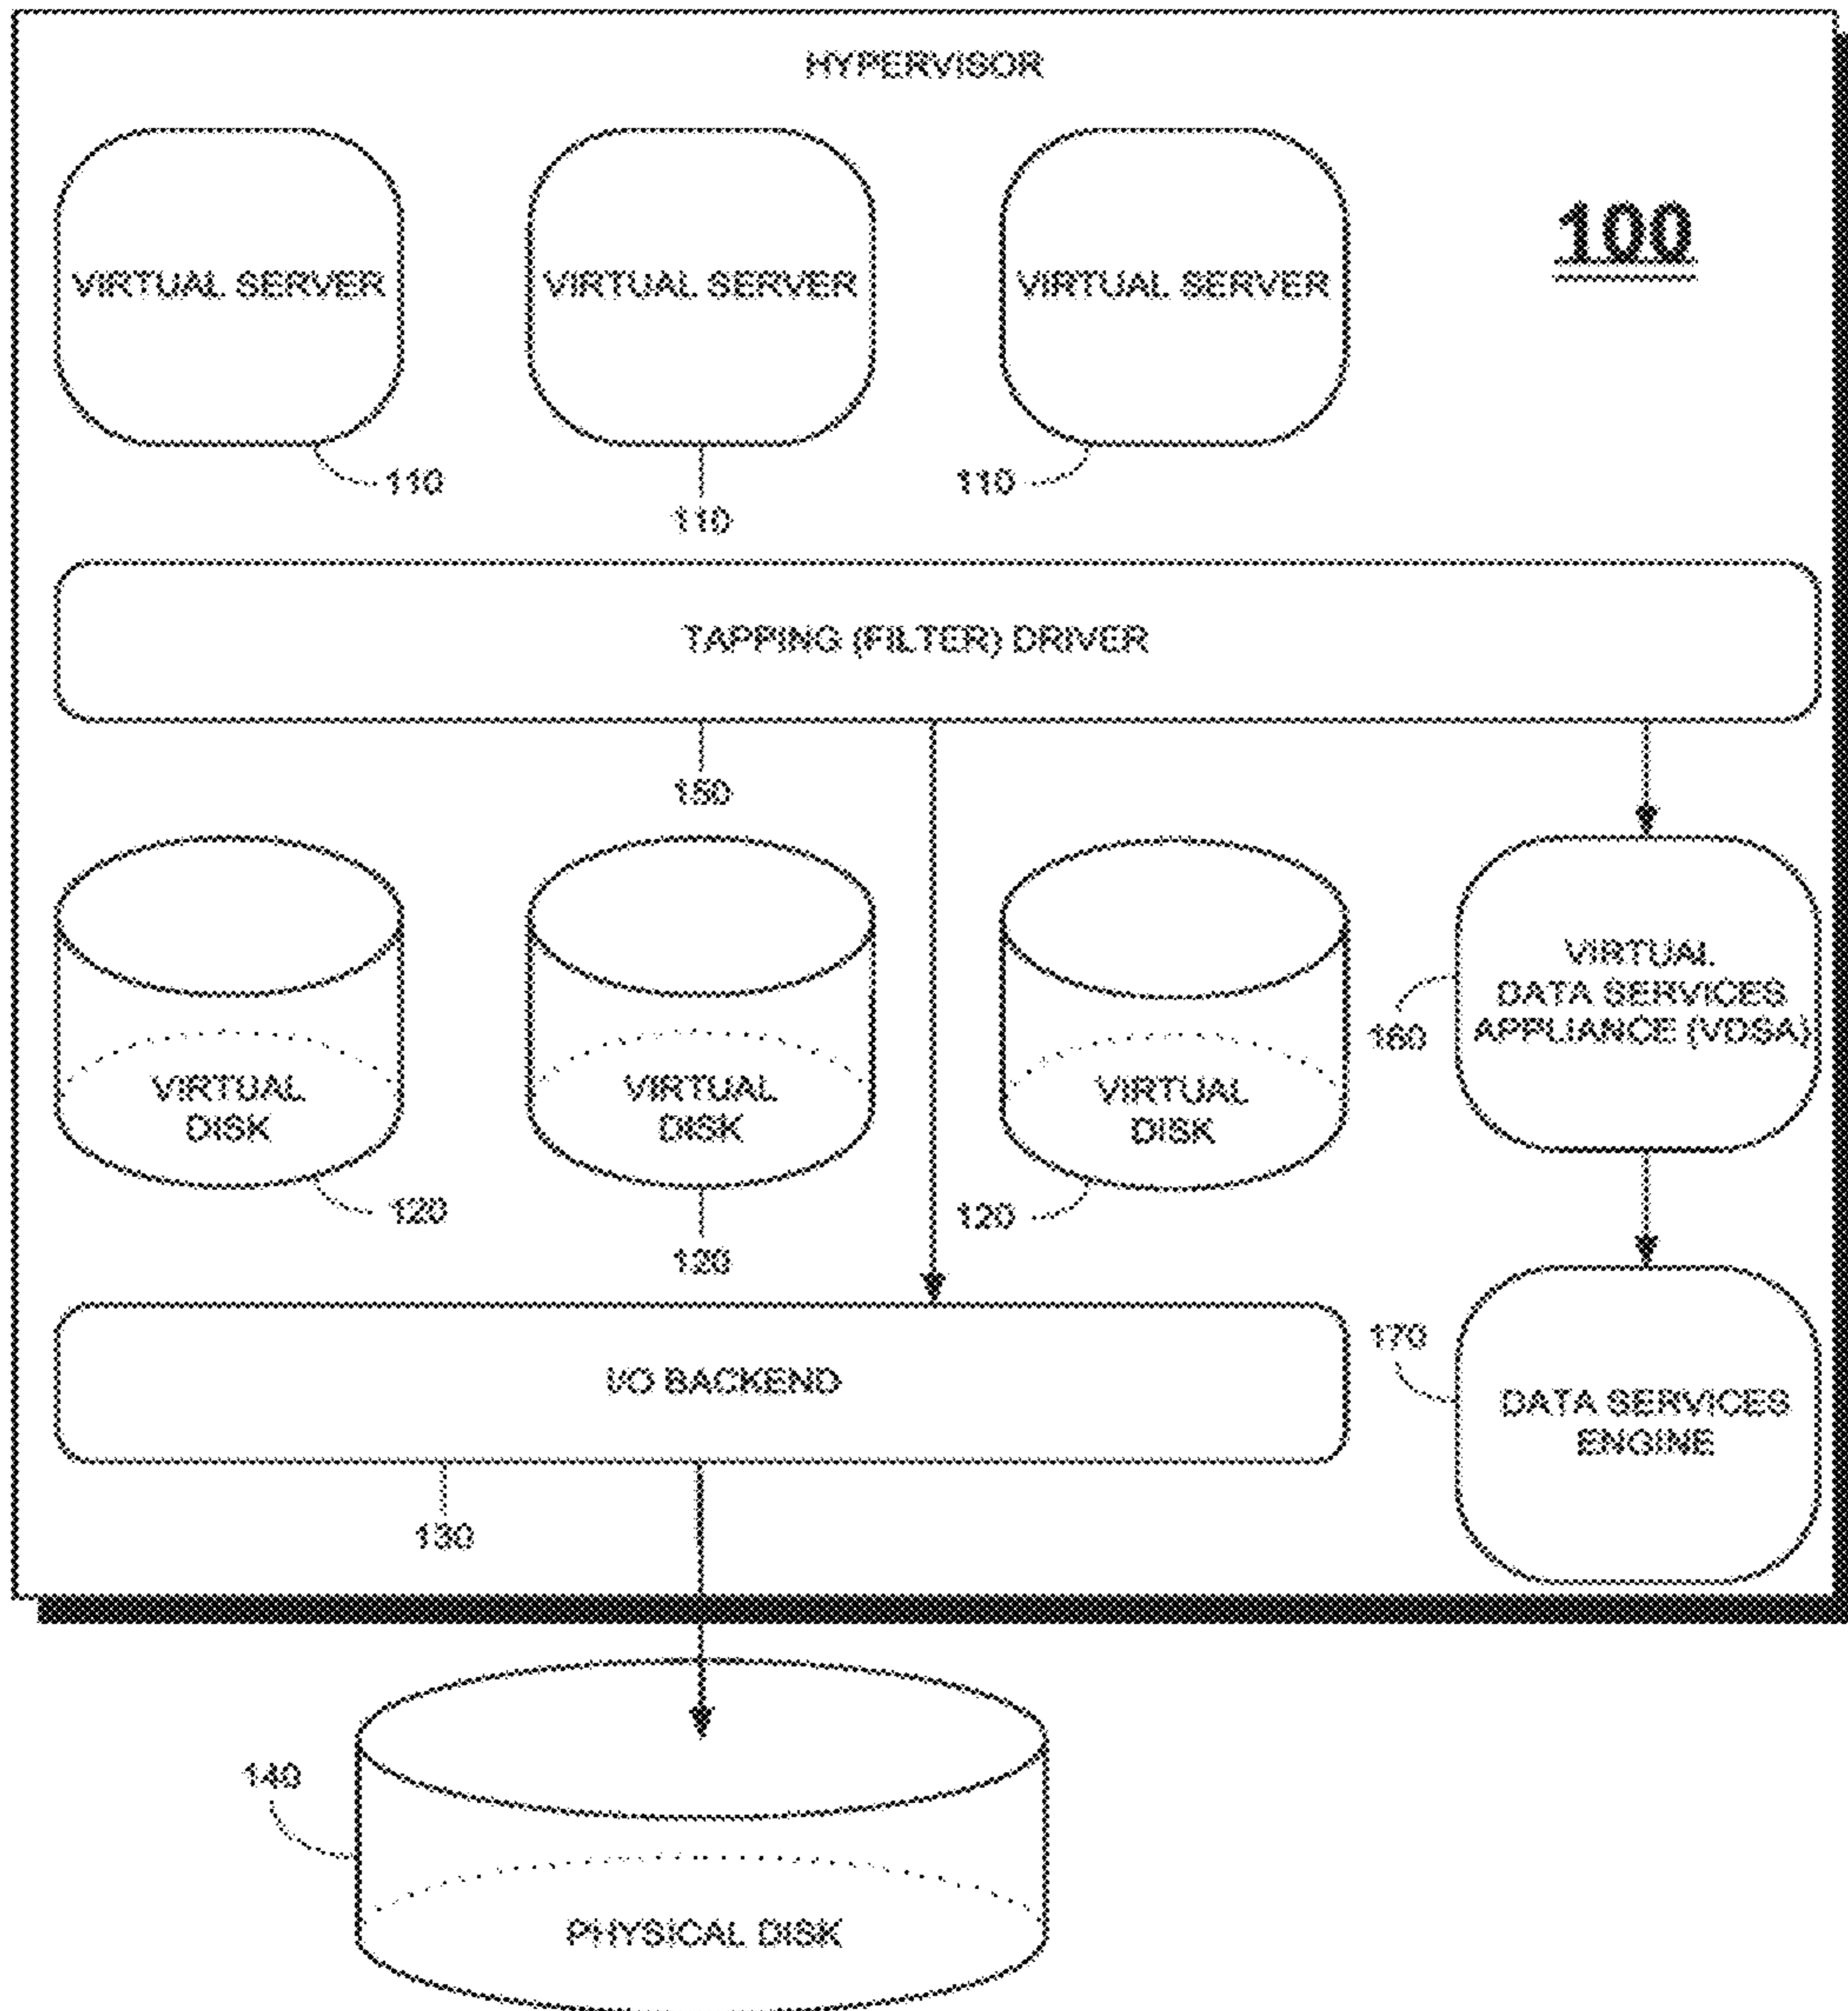 HYPERVISOR
100
VIRTUAL SERVER
VIRTUAL SERVER
VIRTUAL SERVER
110
110
110
TAPPING (FILTER) DRIVER
150
VIRTUAL
DISK
VIRTUAL
DISK
VIRTUAL
DISK
VIRTUAL
DATA SERVICES
APPLIANCE (VDSA)
160
120
120
120
I/O BACKEND
170
DATA SERVICES
ENGINE
130
140
PHYSICAL DISK